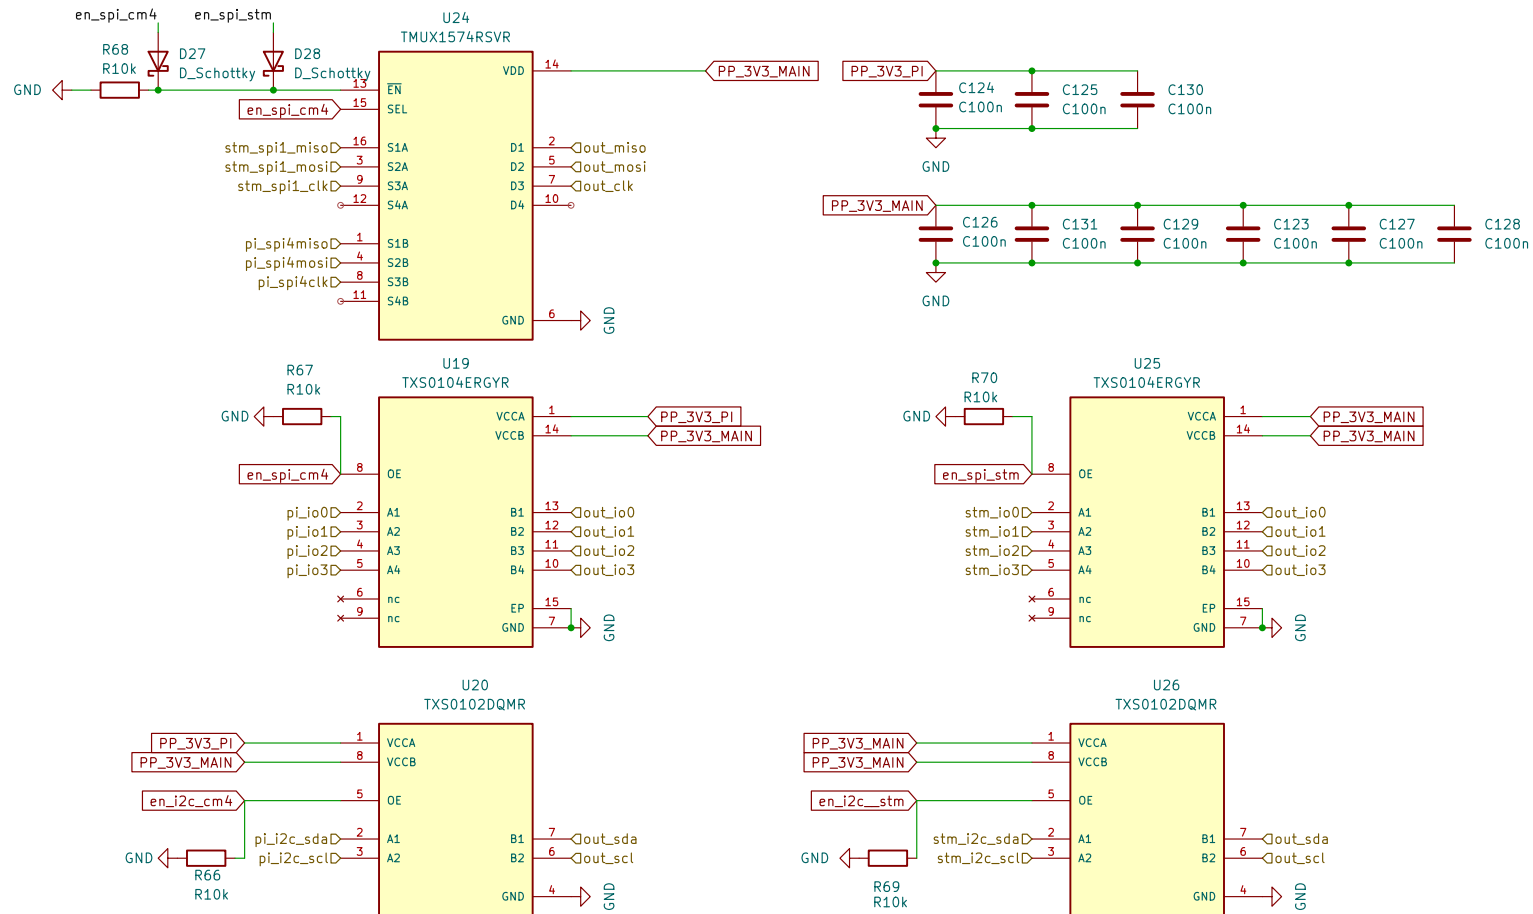 en_spi_cm4
en_spi_stm
U24
TMUX1574RSVR
R68
R10k
D27
D_Schottky
D28
D_Schottky
GND
13
EN
15
SEL
en_spi_cm4
VDD
14
PP_3V3_MAIN
stm_spi1_miso
16
S1A
stm_spi1_mosi
3
S2A
stm_spi1_clk
9
S3A
12
S4A
D1
2
out_miso
D2
5
out_mosi
D3
7
out_clk
D4
10
pi_spi4miso
1
S1B
pi_spi4mosi
4
S2B
pi_spi4clk
8
S3B
11
S4B
GND
6
GND
PP_3V3_PI
C124
C100n
C125
C100n
C130
C100n
GND
PP_3V3_MAIN
C126
C100n
C131
C100n
C129
C100n
C123
C100n
C127
C100n
C128
C100n
GND
U19
TXS0104ERGYR
R67
R10k
GND
VCCA
1
PP_3V3_PI
VCCB
14
PP_3V3_MAIN
en_spi_cm4
8
OE
pi_io0
2
A1
pi_io1
3
A2
pi_io2
4
A3
pi_io3
5
A4
6
nc
9
nc
B1
13
out_io0
B2
12
out_io1
B3
11
out_io2
B4
10
out_io3
EP
15
GND
7
GND
U25
TXS0104ERGYR
R70
R10k
GND
VCCA
1
PP_3V3_MAIN
VCCB
14
PP_3V3_MAIN
en_spi_stm
8
OE
stm_io0
2
A1
stm_io1
3
A2
stm_io2
4
A3
stm_io3
5
A4
6
nc
9
nc
B1
13
out_io0
B2
12
out_io1
B3
11
out_io2
B4
10
out_io3
EP
15
GND
7
GND
U20
TXS0102DQMR
PP_3V3_PI
1
VCCA
PP_3V3_MAIN
8
VCCB
en_i2c_cm4
5
OE
pi_i2c_sda
2
A1
pi_i2c_scl
3
A2
GND
R66
R10k
B1
7
out_sda
B2
6
out_scl
GND
4
GND
U26
TXS0102DQMR
PP_3V3_MAIN
1
VCCA
PP_3V3_MAIN
8
VCCB
en_i2c__stm
5
OE
stm_i2c_sda
2
A1
stm_i2c_scl
3
A2
GND
R69
R10k
B1
7
out_sda
B2
6
out_scl
GND
4
GND